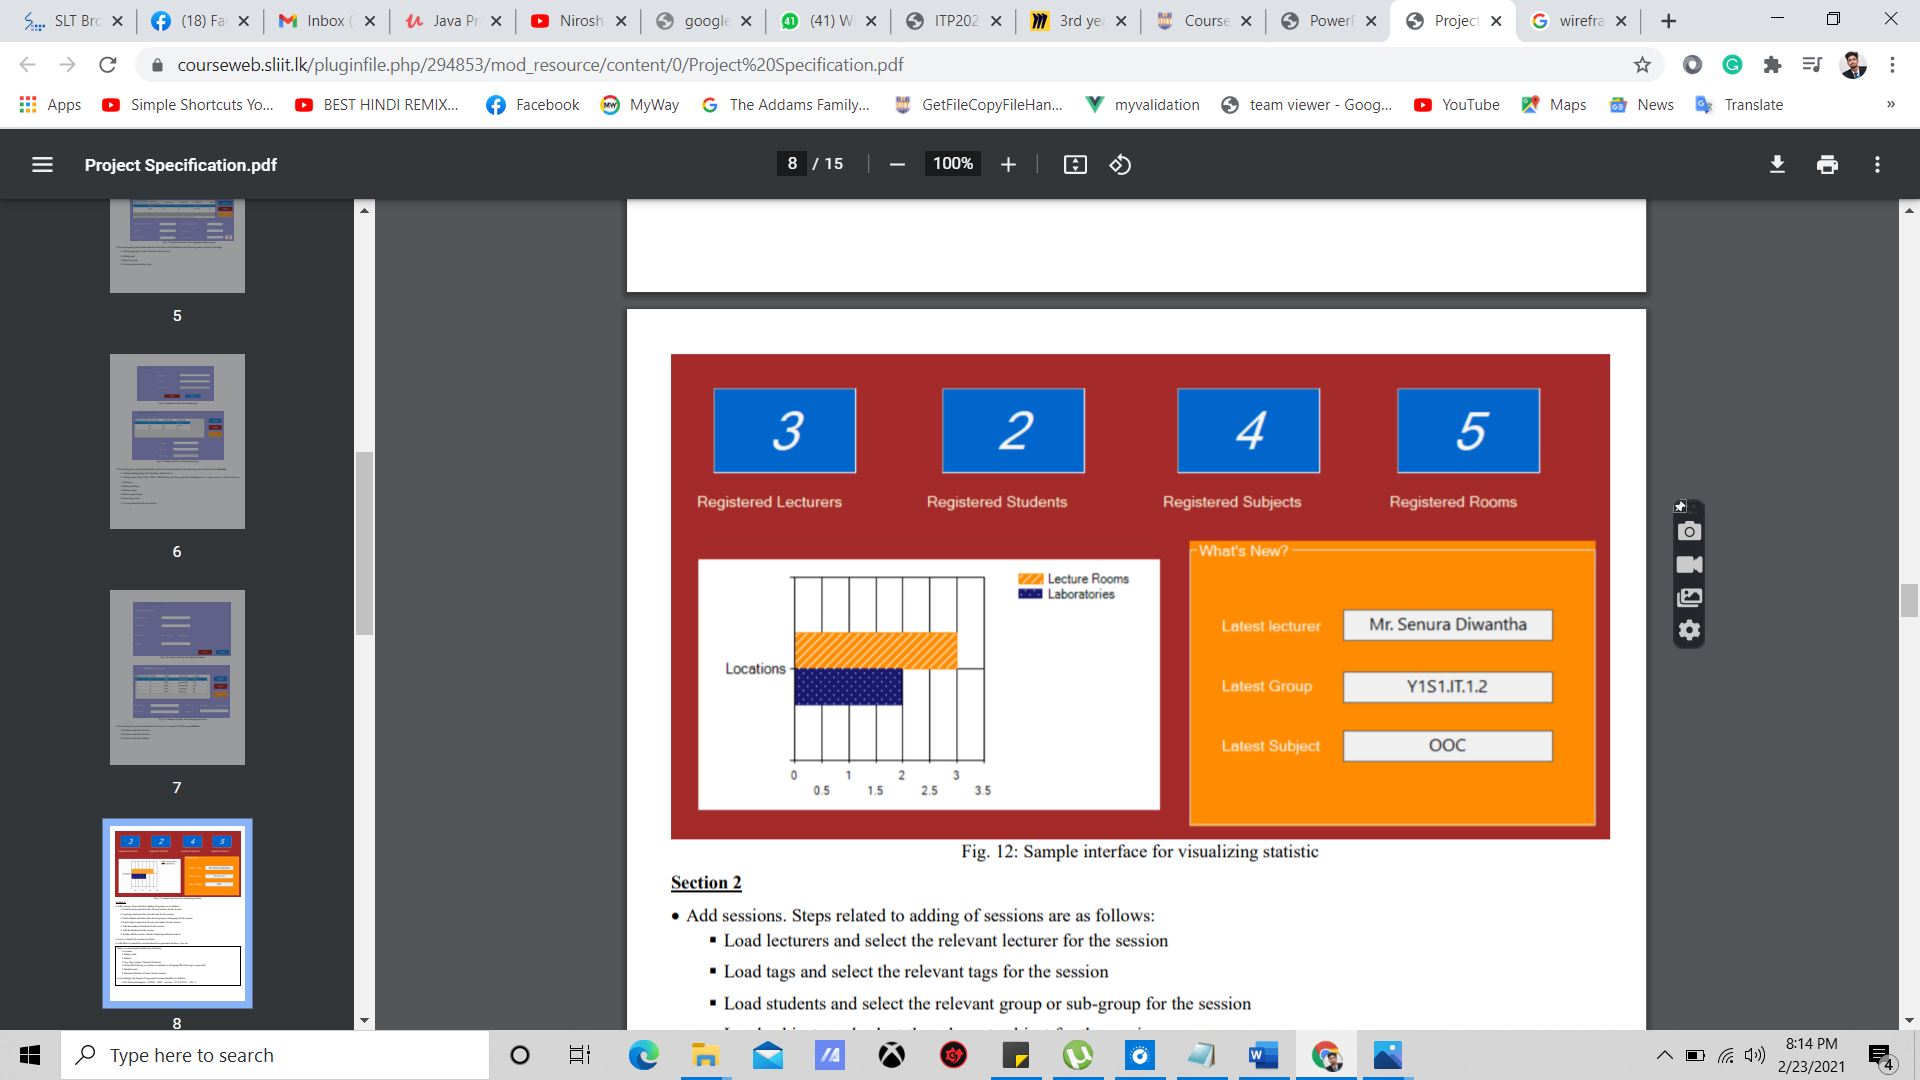 SLT Bro
(18) Fa
Inbox (
Java Pr
Nirosh
google
(41) W
ITP202
3rd yea
Course
PowerP
Project
wirefra
courseweb.sliit.lk/pluginfile.php/294853/mod_resource/content/0/Project%20Specification.pdf
Apps
Simple Shortcuts Yo...
BEST HINDI REMIX...
Facebook
MyWay
The Addams Family...
GetFileCopyFileHan...
myvalidation
team viewer - Goog...
YouTube
Maps
News
Translate
»
Project Specification.pdf
8 / 15
100%
5
6
7
8
3
2
4
5
Registered Lecturers
Registered Students
Registered Subjects
Registered Rooms
Lecture Rooms
Laboratories
Locations
0 1 2 3
0.5 1.5 2.5 3.5
What's New?
Latest lecturer Mr. Senura Diwantha
Latest Group Y1S1.IT.1.2
Latest Subject OOC
Fig. 12: Sample interface for visualizing statistic
Section 2
• Add sessions. Steps related to adding of sessions are as follows:
▪ Load lecturers and select the relevant lecturer for the session
▪ Load tags and select the relevant tags for the session
▪ Load students and select the relevant group or sub-group for the session
Type here to search
8:14 PM
2/23/2021
4